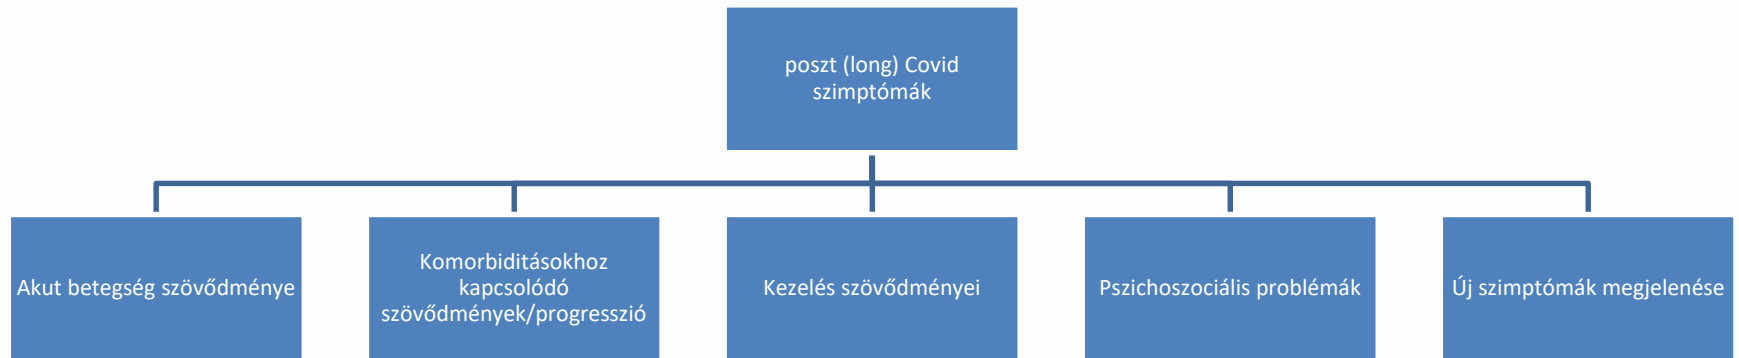 poszt (long) Covid
szimptómák
Akut betegség szövődménye
Komorbiditásokhoz
kapcsolódó
szövődmények/progresszió
Kezelés szövődményei
Pszichoszociális problémák
Új szimptómák megjelenése